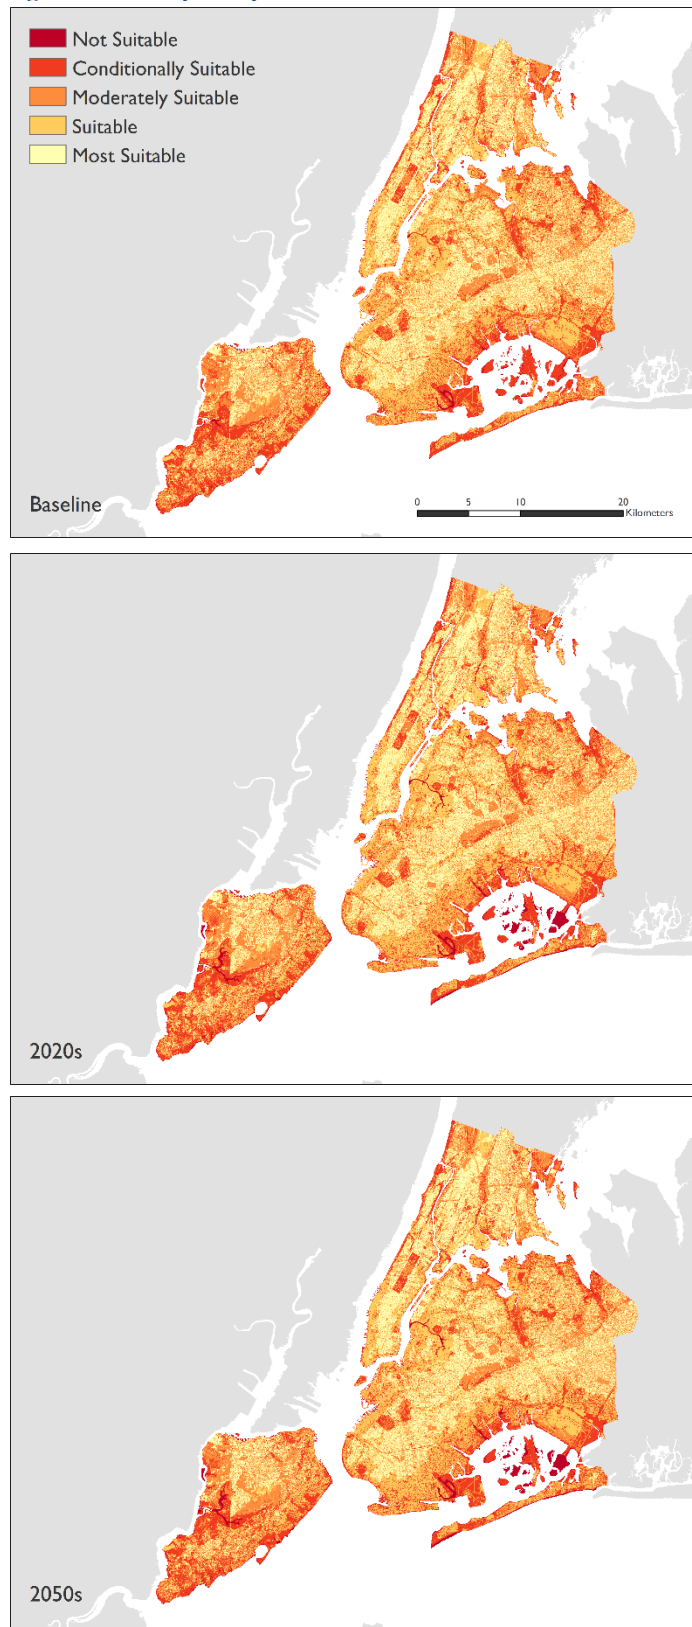 Not Suitable
Conditionally Suitable
Moderately Suitable
Suitable
Most Suitable
Baseline
0 5 10 20
Kilometers
2020s
2050s